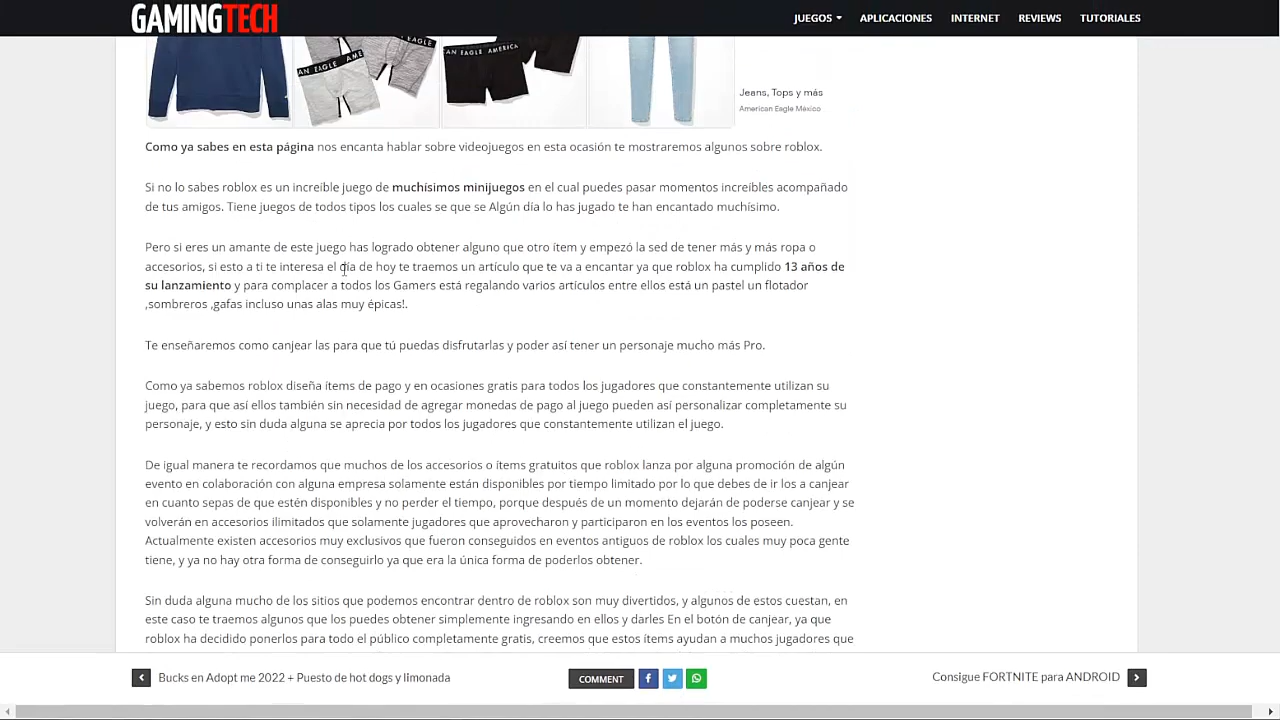 GAMINGTECH
JUEGOS APLICACIONES INTERNET REVIEWS TUTORIALES
AN EAGLE AMERICA
AN EAGLE
AN EAGLE AMERICA
Jeans, Tops y más
American Eagle México
Como ya sabes en esta página nos encanta hablar sobre videojuegos en esta ocasión te mostraremos algunos sobre roblox.
Si no lo sabes roblox es un increíble juego de muchísimos minijuegos en el cual puedes pasar momentos increíbles acompañado
de tus amigos. Tiene juegos de todos tipos los cuales se que se Algún día lo has jugado te han encantado muchísimo.
Pero si eres un amante de este juego has logrado obtener alguno que otro ítem y empezó la sed de tener más y más ropa o
accesorios, si esto a ti te interesa el día de hoy te traemos un artículo que te va a encantar ya que roblox ha cumplido 13 años de
su lanzamiento y para complacer a todos los Gamers está regalando varios artículos entre ellos está un pastel un flotador
,sombreros ,gafas incluso unas alas muy épicas!.
Te enseñaremos como canjear las para que tú puedas disfrutarlas y poder así tener un personaje mucho más Pro.
Como ya sabemos roblox diseña ítems de pago y en ocasiones gratis para todos los jugadores que constantemente utilizan su
juego, para que así ellos también sin necesidad de agregar monedas de pago al juego pueden así personalizar completamente su
personaje, y esto sin duda alguna se aprecia por todos los jugadores que constantemente utilizan el juego.
De igual manera te recordamos que muchos de los accesorios o ítems gratuitos que roblox lanza por alguna promoción de algún
evento en colaboración con alguna empresa solamente están disponibles por tiempo limitado por lo que debes de ir los a canjear
en cuanto sepas de que estén disponibles y no perder el tiempo, porque después de un momento dejarán de poderse canjear y se
volverán en accesorios ilimitados que solamente jugadores que aprovecharon y participaron en los eventos los poseen.
Actualmente existen accesorios muy exclusivos que fueron conseguidos en eventos antiguos de roblox los cuales muy poca gente
tiene, y ya no hay otra forma de conseguirlo ya que era la única forma de poderlos obtener.
Sin duda alguna mucho de los sitios que podemos encontrar dentro de roblox son muy divertidos, y algunos de estos cuestan, en
este caso te traemos algunos que los puedes obtener simplemente ingresando en ellos y darles En el botón de canjear, ya que
roblox ha decidido ponerlos para todo el público completamente gratis, creemos que estos ítems ayudan a muchos jugadores que
Bucks en Adopt me 2022 + Puesto de hot dogs y limonada
COMMENT
Consigue FORTNITE para ANDROID